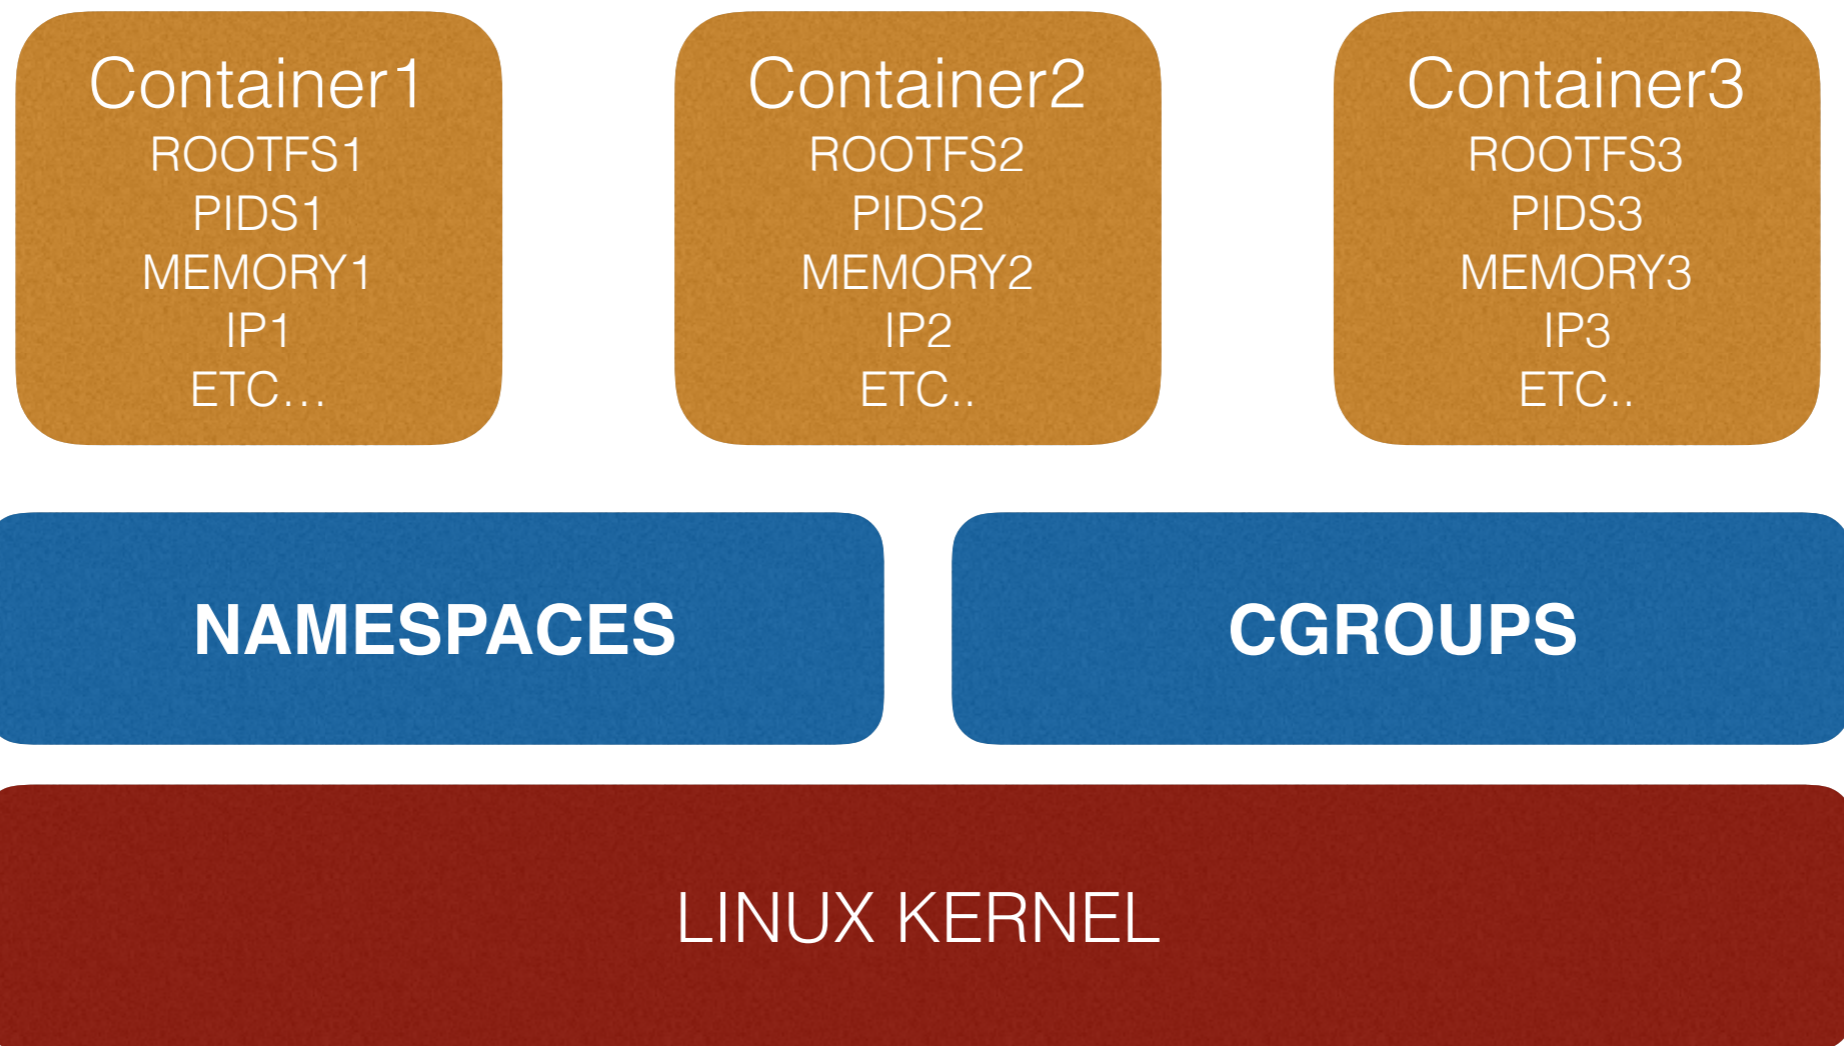 Container1
ROOTFS1
PIDS1
MEMORY1
IP1
ETC...
Container2
ROOTFS2
PIDS2
MEMORY2
IP2
ETC..
Container3
ROOTFS3
PIDS3
MEMORY3
IP3
ETC..
NAMESPACES
CGROUPS
LINUX KERNEL